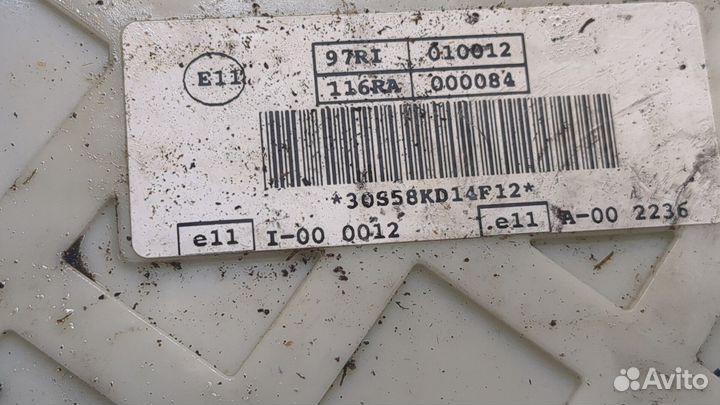 E11
97RI 010012
116RA 000084
*30S58KD14F12*
e11 I-00 0012
e11 A-00 2236
Avito